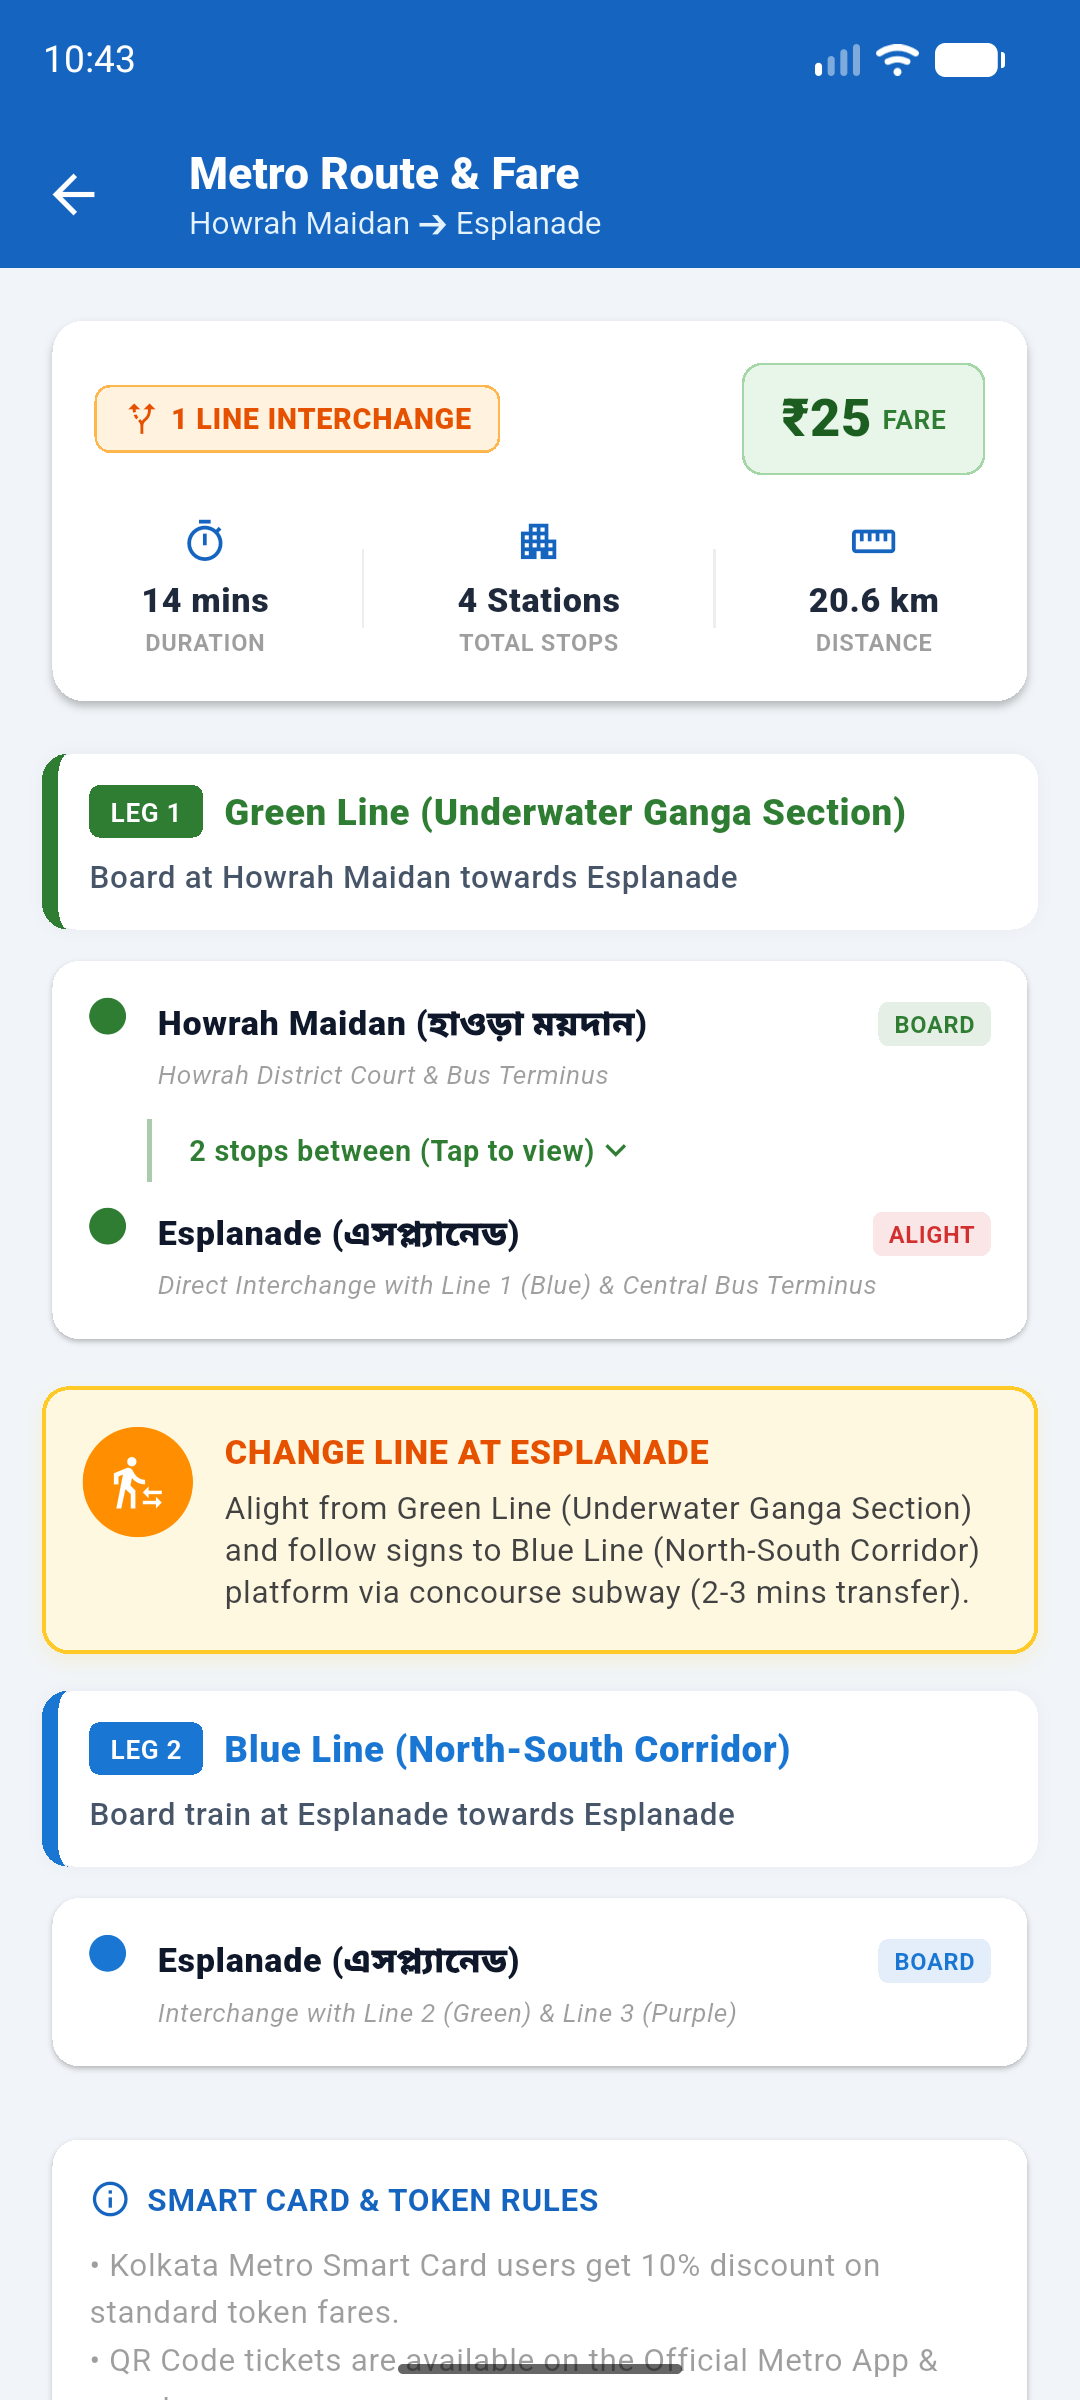 10:43
Metro Route & Fare
Howrah Maidan → Esplanade
1 LINE INTERCHANGE
₹25 FARE
14 mins
DURATION
4 Stations
TOTAL STOPS
20.6 km
DISTANCE
LEG 1 Green Line (Underwater Ganga Section)
Board at Howrah Maidan towards Esplanade
Howrah Maidan (হাওড়া ময়দান) BOARD
Howrah District Court & Bus Terminus
2 stops between (Tap to view)
Esplanade (এসপ্ল্যানেড) ALIGHT
Direct Interchange with Line 1 (Blue) & Central Bus Terminus
CHANGE LINE AT ESPLANADE
Alight from Green Line (Underwater Ganga Section)
and follow signs to Blue Line (North-South Corridor)
platform via concourse subway (2-3 mins transfer).
LEG 2 Blue Line (North-South Corridor)
Board train at Esplanade towards Esplanade
Esplanade (এসপ্ল্যানেড) BOARD
Interchange with Line 2 (Green) & Line 3 (Purple)
SMART CARD & TOKEN RULES
• Kolkata Metro Smart Card users get 10% discount on
standard token fares.
• QR Code tickets are available on the Official Metro App &